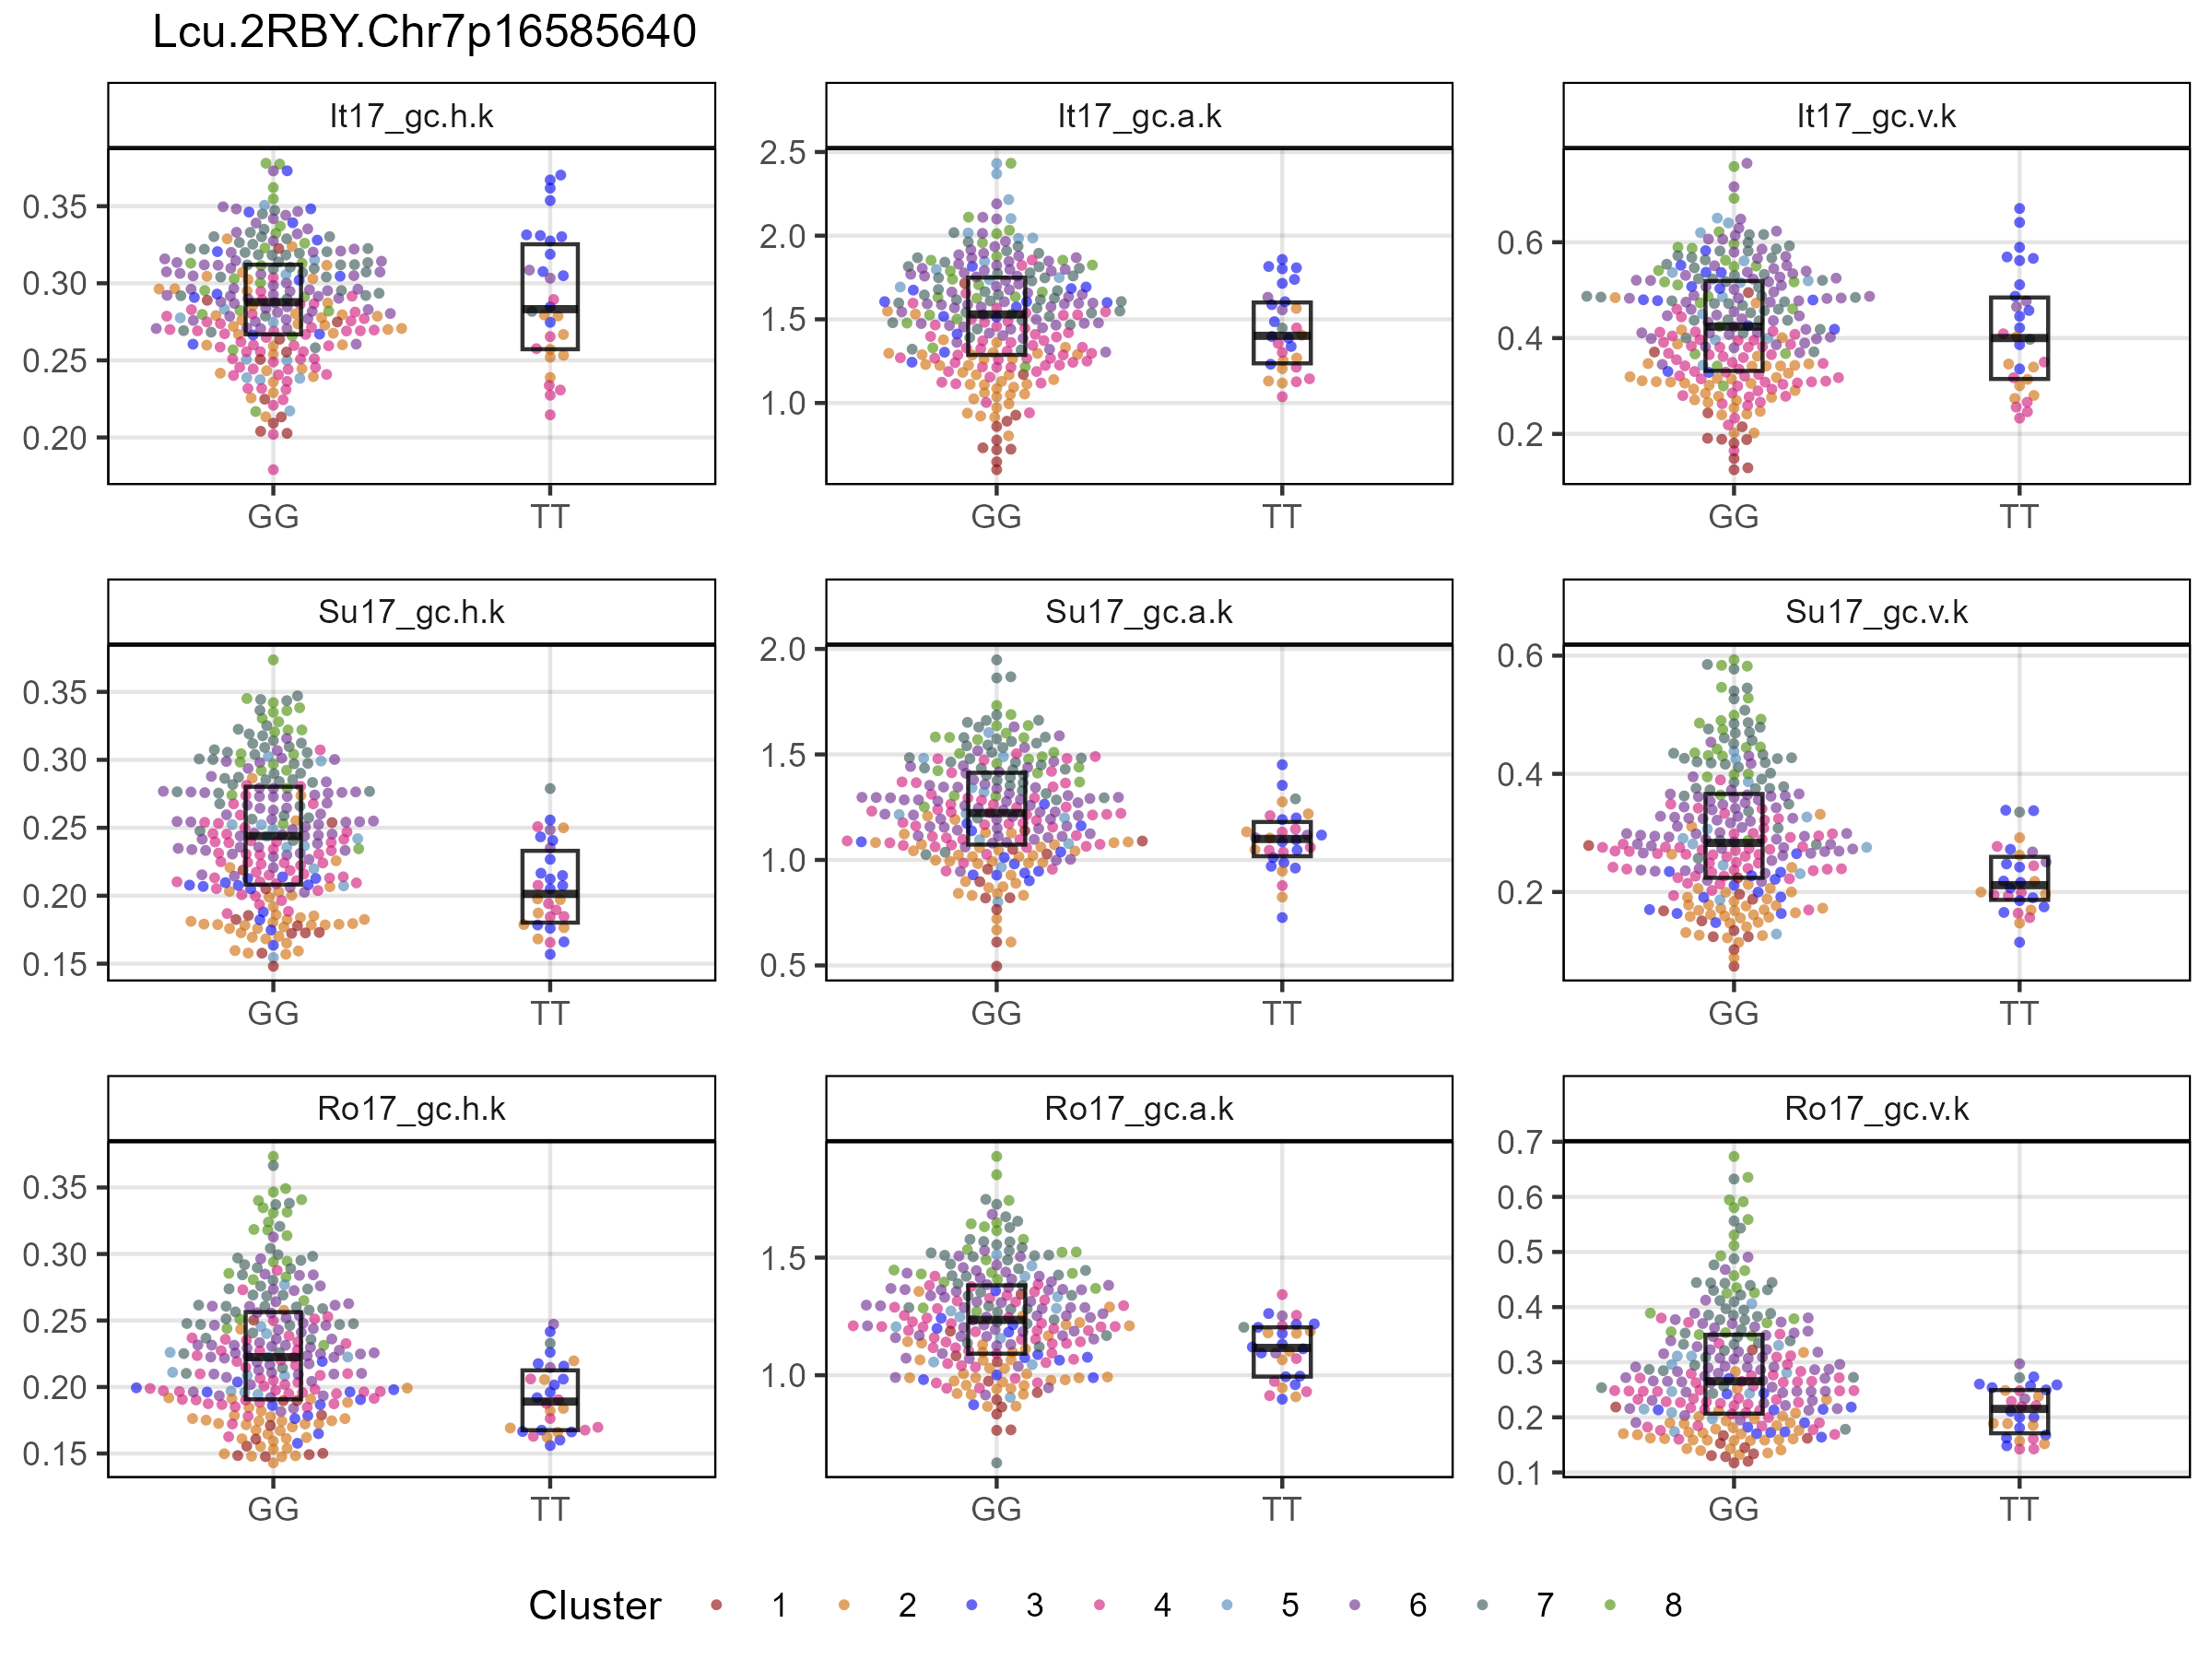 Lcu.2RBY.Chr7p16585640
It17_gc.h.k
It17_gc.a.k
It17_gc.v.k
0.35
0.30
0.25
0.20
GG TT
2.5
2.0
1.5
1.0
GG TT
0.6
0.4
0.2
GG TT
Su17_gc.h.k
Su17_gc.a.k
Su17_gc.v.k
0.35
0.30
0.25
0.20
0.15
GG TT
2.0
1.5
1.0
0.5
GG TT
0.6
0.4
0.2
GG TT
Ro17_gc.h.k
Ro17_gc.a.k
Ro17_gc.v.k
0.35
0.30
0.25
0.20
0.15
GG TT
1.5
1.0
GG TT
0.7
0.6
0.5
0.4
0.3
0.2
0.1
GG TT
Cluster 1 2 3 4 5 6 7 8